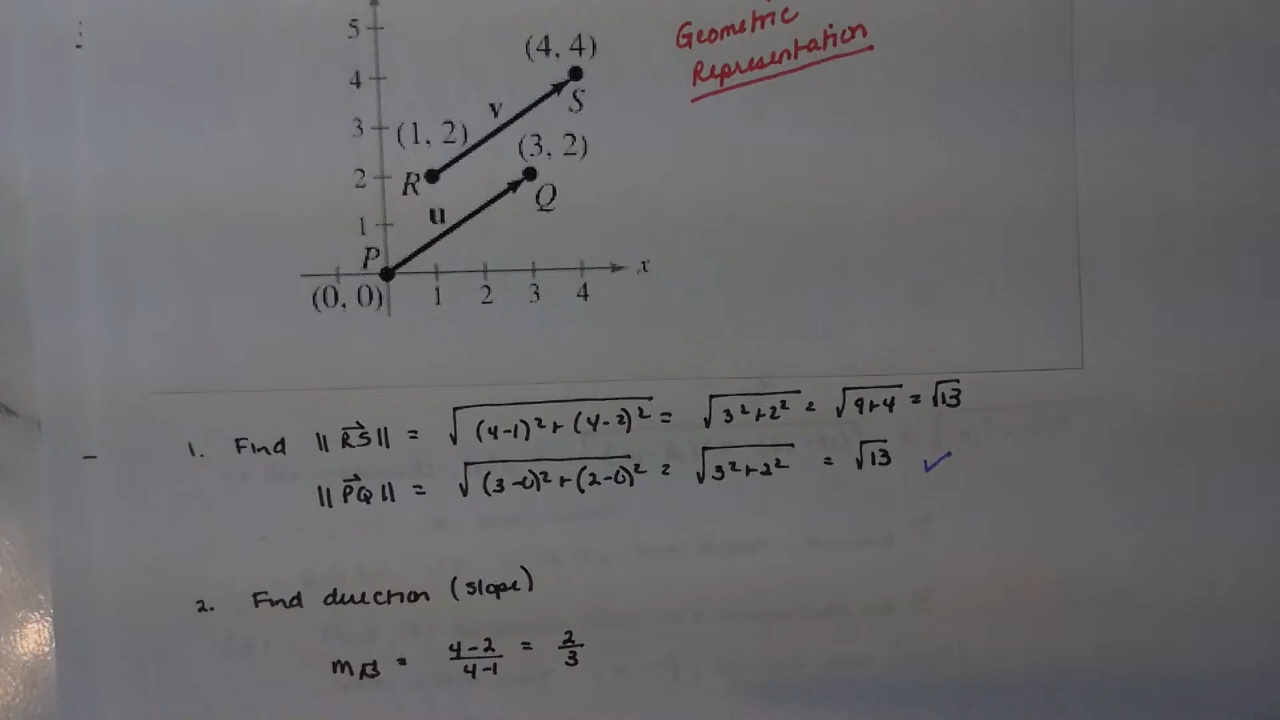 Geometric
Representation
5
(4, 4)
4
S
v
3
(1, 2)
(3, 2)
2
R
Q
u
1
P
x
(0, 0)
1 2 3 4
1. Find ||RS→|| = √((4-1)²+(4-2)²) = √(3²+2²) = √(9+4) = √13
||PQ→|| = √((3-0)²+(2-0)²) = √(3²+2²) = √13 ✓
2. Find direction (slope)
m = (4-2)/(4-1) = 2/3